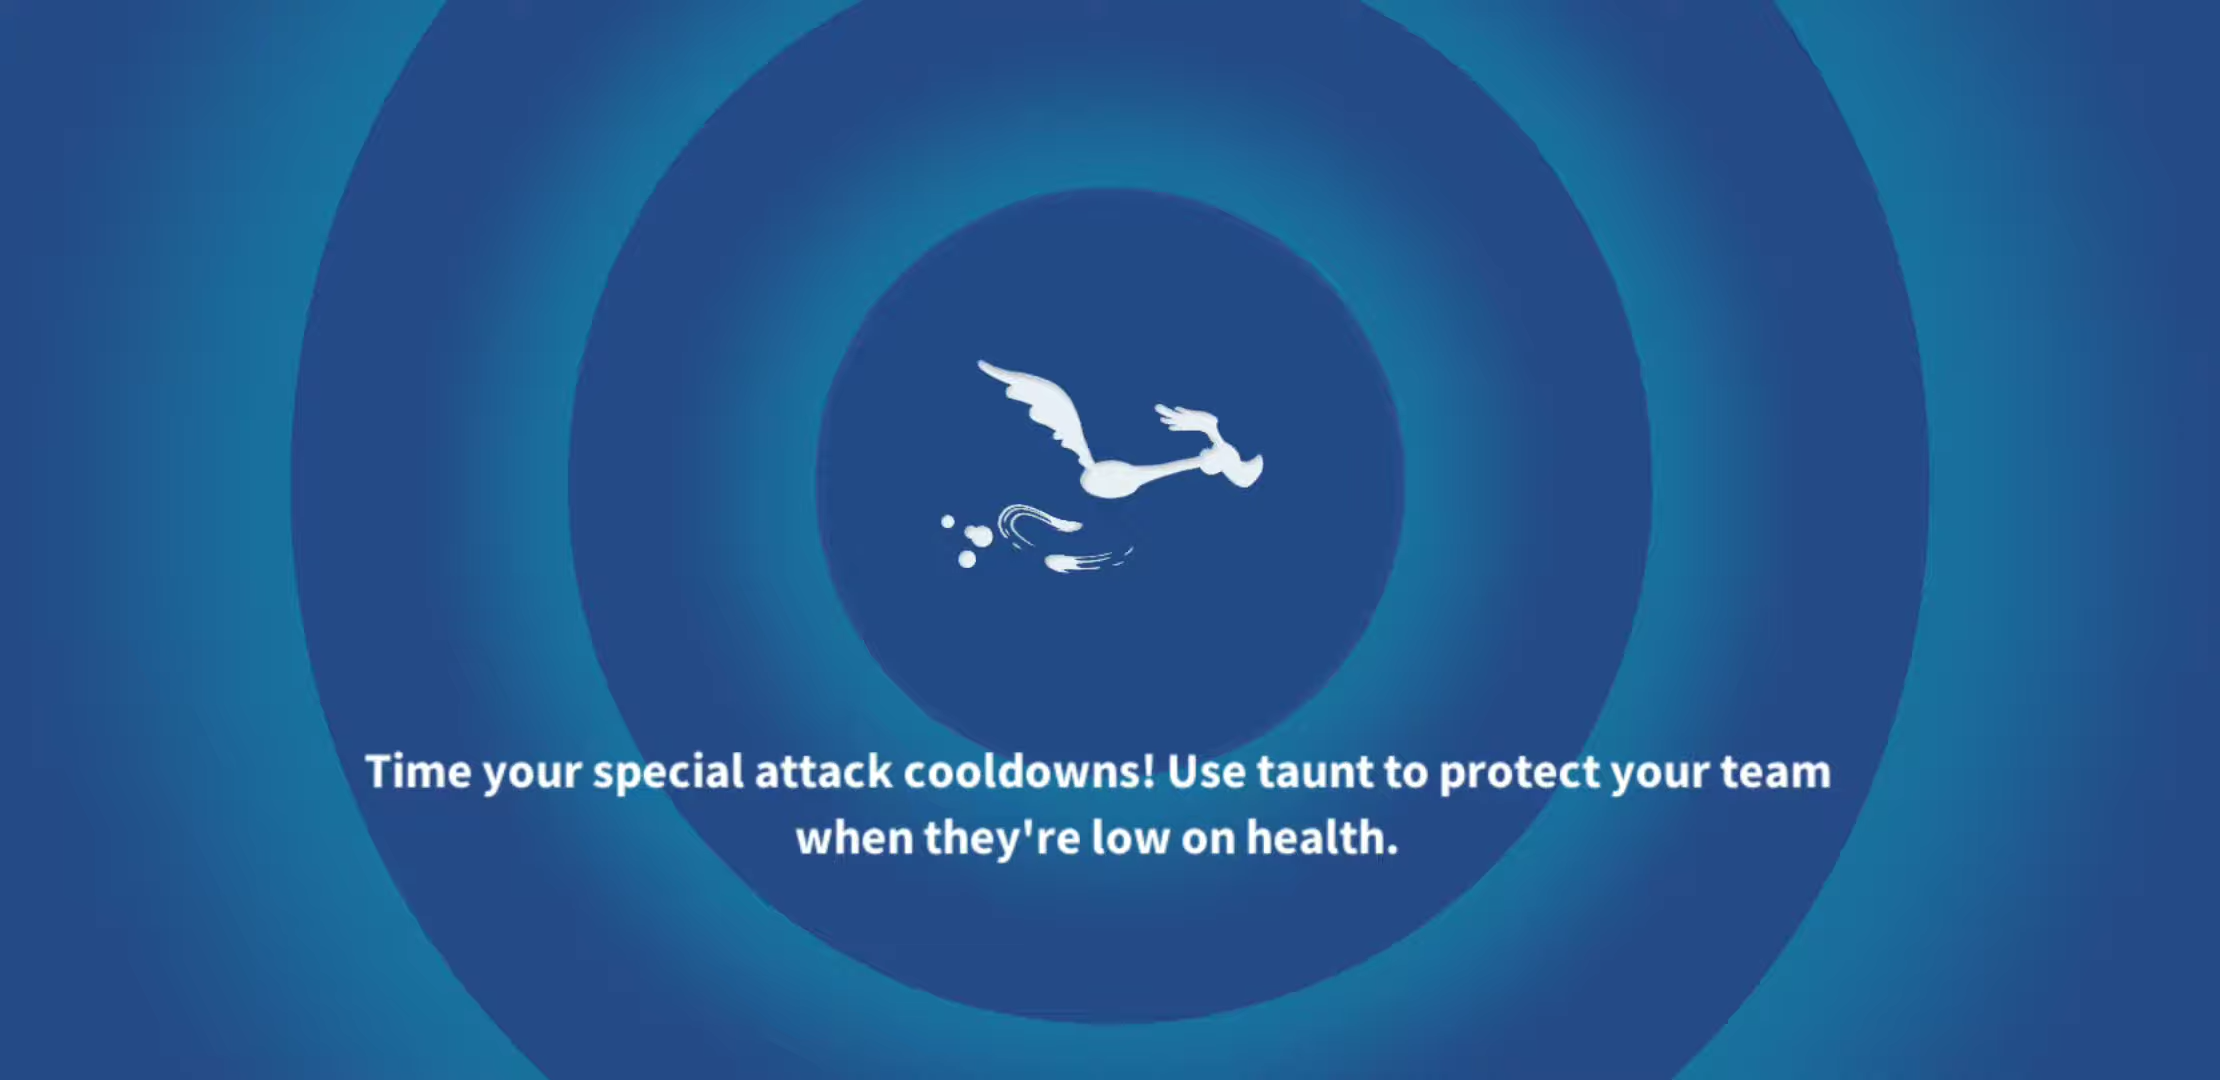 Time your special attack cooldowns! Use taunt to protect your team
when they're low on health.